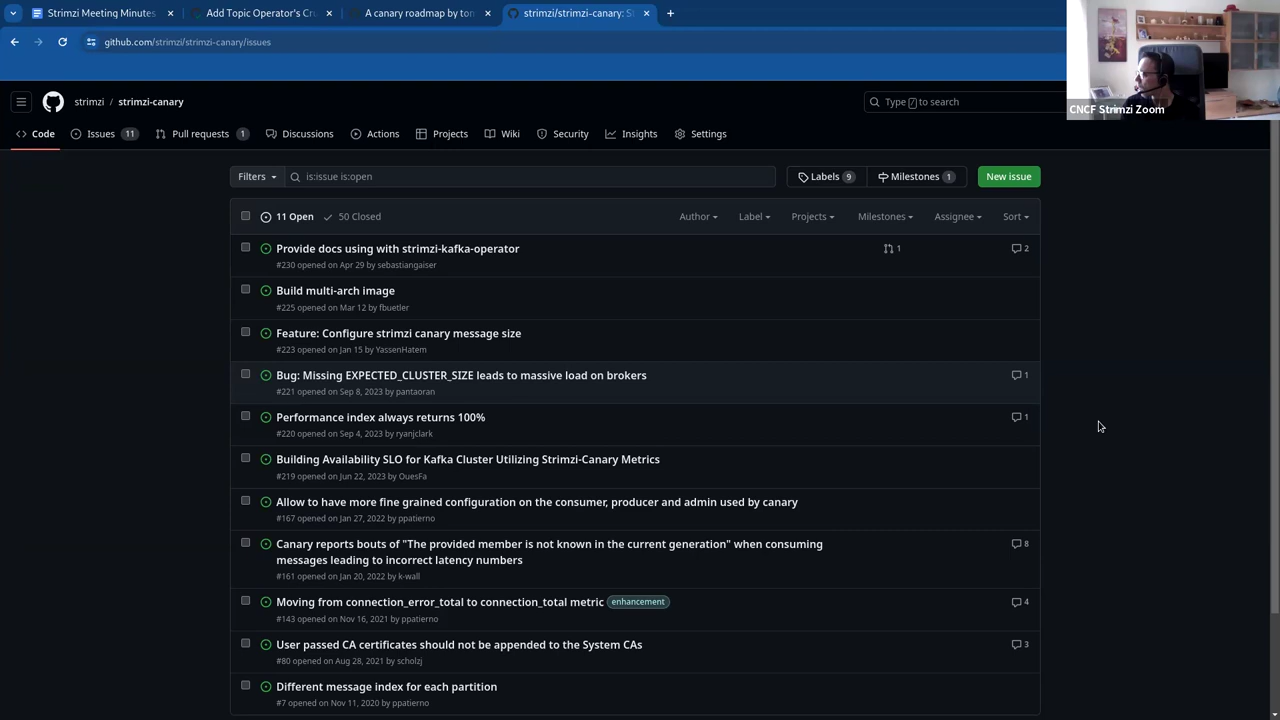 Strimzi Meeting Minutes
Add Topic Operator's Cru
A canary roadmap by ton
strimzi/strimzi-canary: St
github.com/strimzi/strimzi-canary/issues
CNCF Strimzi Zoom
strimzi / strimzi-canary
Type / to search
Code
Issues 11
Pull requests 1
Discussions
Actions
Projects
Wiki
Security
Insights
Settings
Filters
is:issue is:open
Labels 9
Milestones 1
New issue
11 Open
50 Closed
Author
Label
Projects
Milestones
Assignee
Sort
Provide docs using with strimzi-kafka-operator
1
2
#230 opened on Apr 29 by sebastiangaiser
Build multi-arch image
#225 opened on Mar 12 by fbuetler
Feature: Configure strimzi canary message size
#223 opened on Jan 15 by YassenHatem
Bug: Missing EXPECTED_CLUSTER_SIZE leads to massive load on brokers
1
#221 opened on Sep 8, 2023 by pantaoran
Performance index always returns 100%
1
#220 opened on Sep 4, 2023 by ryanjclark
Building Availability SLO for Kafka Cluster Utilizing Strimzi-Canary Metrics
#219 opened on Jun 22, 2023 by OuesFa
Allow to have more fine grained configuration on the consumer, producer and admin used by canary
#167 opened on Jan 27, 2022 by ppatierno
Canary reports bouts of "The provided member is not known in the current generation" when consuming
8
messages leading to incorrect latency numbers
#161 opened on Jan 20, 2022 by k-wall
Moving from connection_error_total to connection_total metric enhancement
4
#143 opened on Nov 16, 2021 by ppatierno
User passed CA certificates should not be appended to the System CAs
3
#80 opened on Aug 28, 2021 by scholzj
Different message index for each partition
#7 opened on Nov 11, 2020 by ppatierno